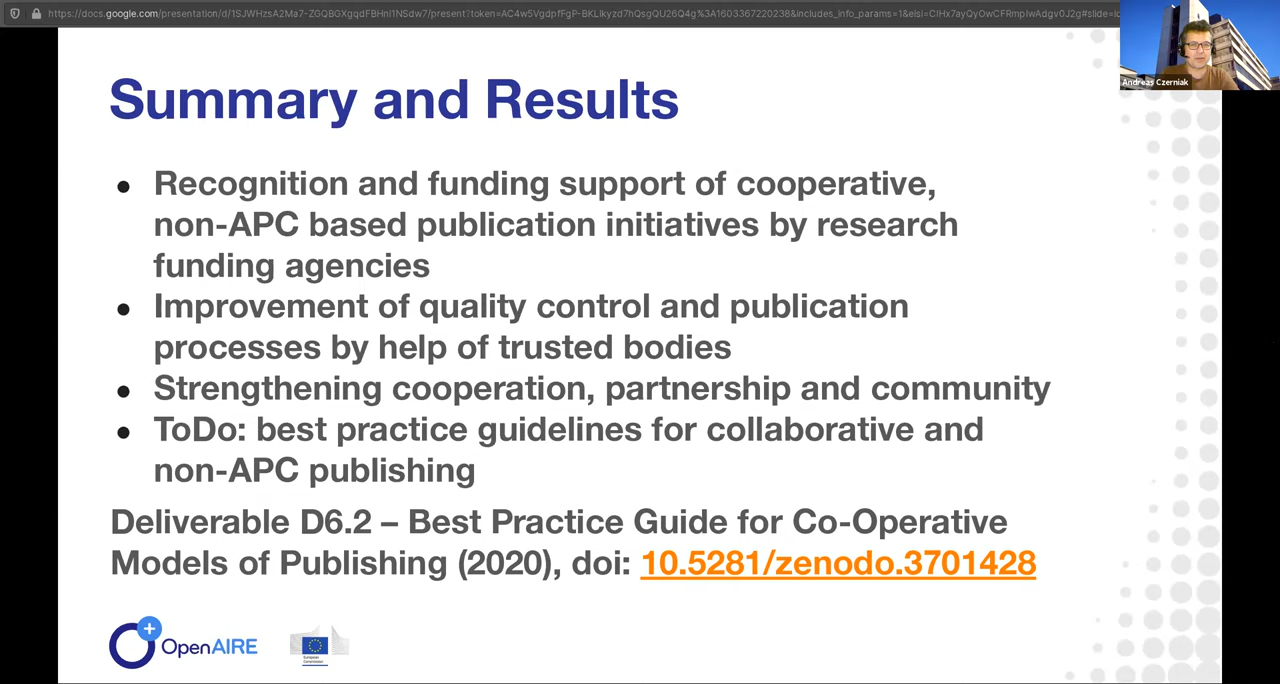 Andreas Czerniak
Summary and Results
● Recognition and funding support of cooperative,
non-APC based publication initiatives by research
funding agencies
● Improvement of quality control and publication
processes by help of trusted bodies
● Strengthening cooperation, partnership and community
● ToDo: best practice guidelines for collaborative and
non-APC publishing
Deliverable D6.2 – Best Practice Guide for Co-Operative
Models of Publishing (2020), doi: 10.5281/zenodo.3701428
OpenAIRE
European
Commission